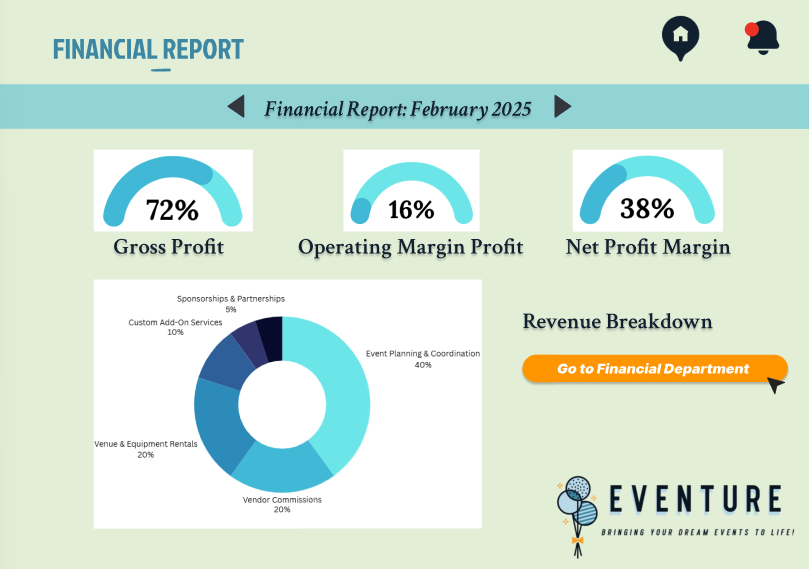 FINANCIAL REPORT
Financial Report: February 2025
72%
16%
38%
Gross Profit
Operating Margin Profit
Net Profit Margin
Sponsorships & Partnerships
5%
Custom Add-On Services
10%
Event Planning & Coordination
40%
Venue & Equipment Rentals
20%
Vendor Commissions
20%
Revenue Breakdown
Go to Financial Department
EVENTURE
BRINGING YOUR DREAM EVENTS TO LIFE!